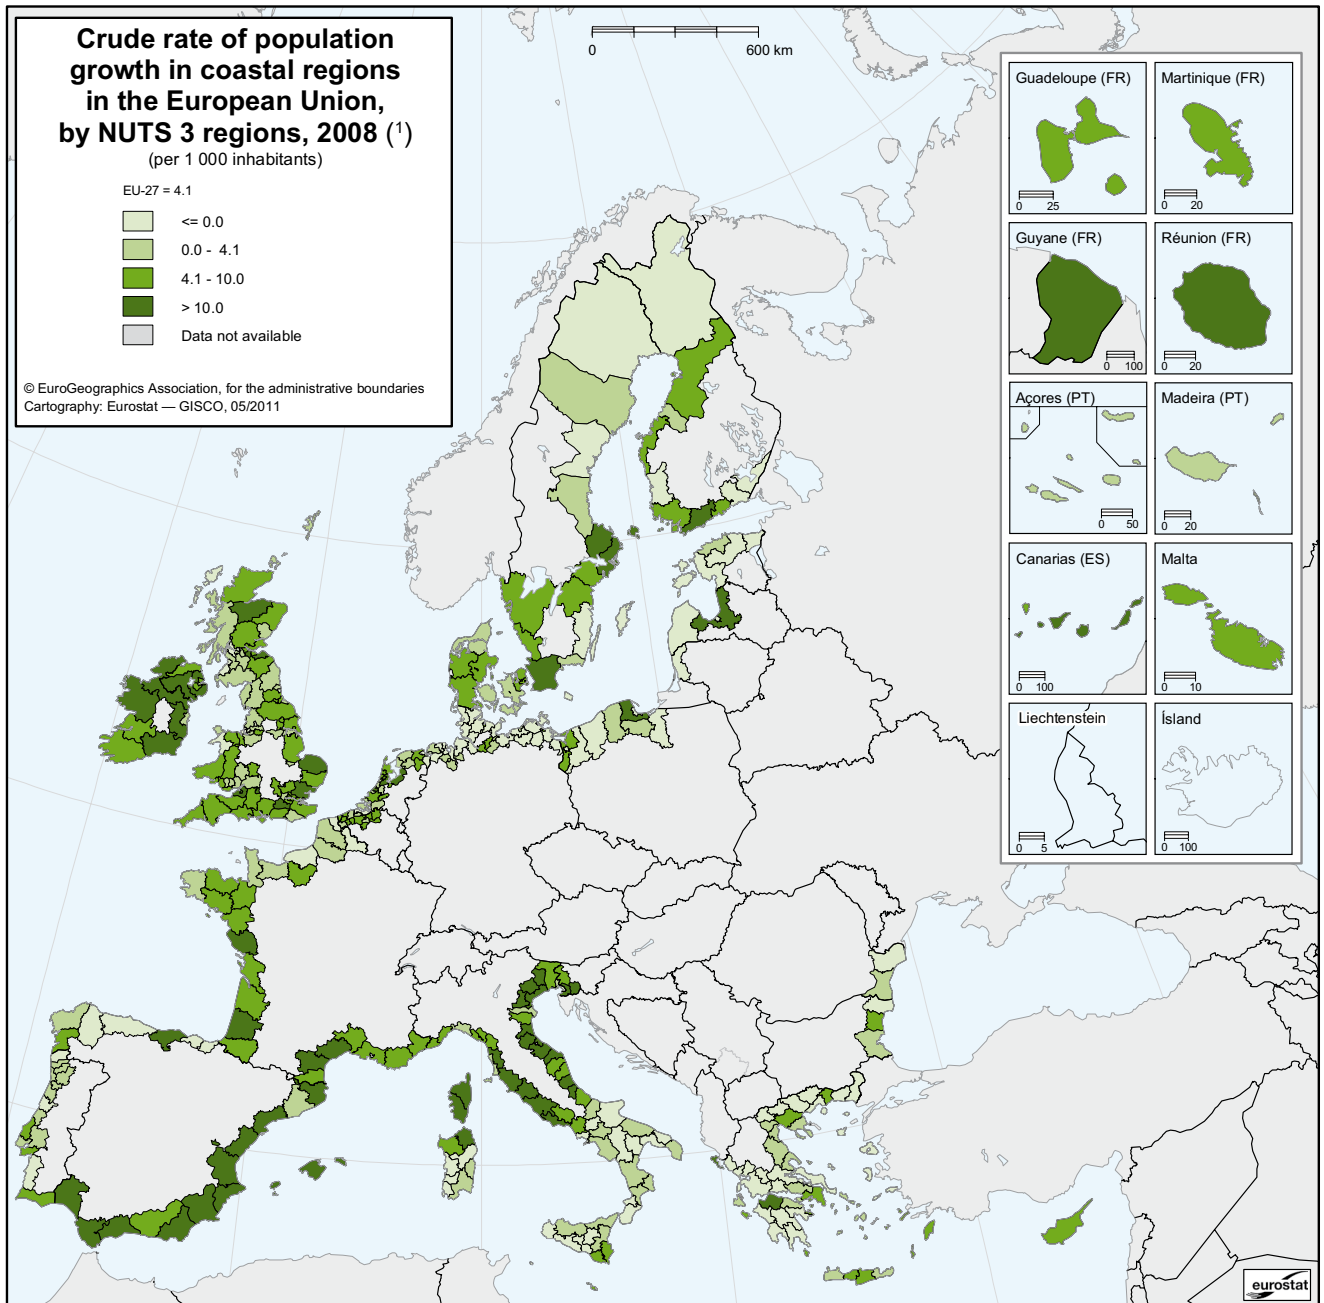 Crude rate of population
growth in coastal regions
in the European Union,
by NUTS 3 regions, 2008 (¹)
(per 1 000 inhabitants)
EU-27 = 4.1
<= 0.0
0.0 - 4.1
4.1 - 10.0
> 10.0
Data not available
© EuroGeographics Association, for the administrative boundaries
Cartography: Eurostat — GISCO, 05/2011
0 600 km
Guadeloupe (FR)
0 25
Martinique (FR)
0 20
Guyane (FR)
0 100
Réunion (FR)
0 20
Açores (PT)
0 50
Madeira (PT)
0 20
Canarias (ES)
0 100
Malta
0 10
Liechtenstein
0 5
Ísland
0 100
eurostat